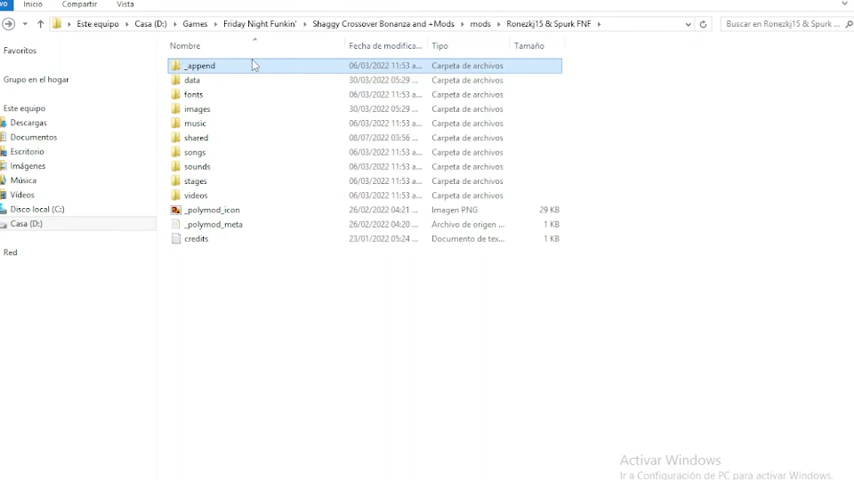 vo Inicio Compartir Vista
Este equipo Casa (D:) Games Friday Night Funkin' Shaggy Crossover Bonanza and +Mods mods Ronezkj15 & Spurk FNF Buscar en Ronezkj15 & Spurk ...
Nombre Fecha de modifica... Tipo Tamaño
Favoritos
Grupo en el hogar
Este equipo
Descargas
Documentos
Escritorio
Imágenes
Música
Vídeos
Disco local (C:)
Casa (D:)
Red
_append 06/03/2022 11:53 a... Carpeta de archivos
data 30/03/2022 05:29 ... Carpeta de archivos
fonts 06/03/2022 11:53 a... Carpeta de archivos
images 30/03/2022 05:29 ... Carpeta de archivos
music 06/03/2022 11:53 a... Carpeta de archivos
shared 08/07/2022 03:56 ... Carpeta de archivos
songs 06/03/2022 11:53 a... Carpeta de archivos
sounds 06/03/2022 11:53 a... Carpeta de archivos
stages 06/03/2022 11:53 a... Carpeta de archivos
videos 06/03/2022 11:53 a... Carpeta de archivos
_polymod_icon 26/02/2022 04:21 ... Imagen PNG 29 KB
_polymod_meta 26/02/2022 04:20 ... Archivo de origen ... 1 KB
credits 23/01/2022 05:24 ... Documento de tex... 1 KB
Activar Windows
Ir a Configuración de PC para activar Windows.